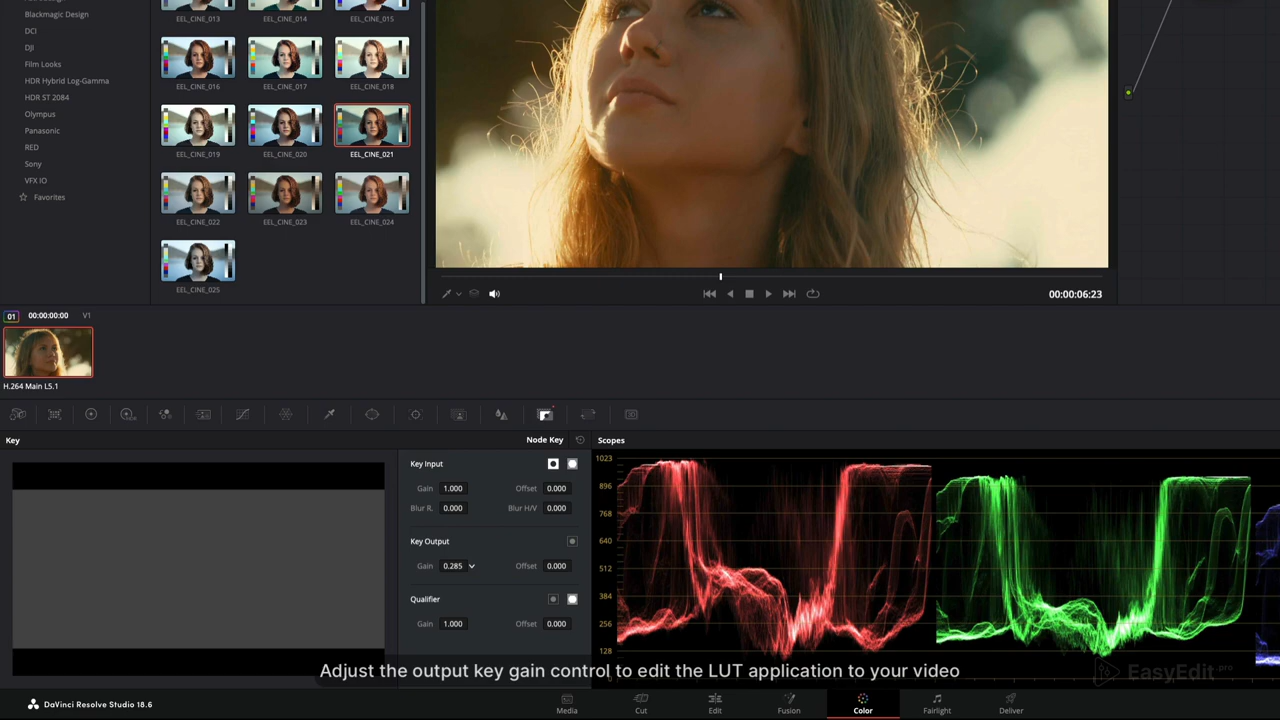 Blackmagic Design
DCI
DJI
Film Looks
HDR Hybrid Log-Gamma
HDR ST 2084
Olympus
Panasonic
RED
Sony
VFX IO
Favorites
EEL_CINE_013
EEL_CINE_014
EEL_CINE_015
EEL_CINE_016
EEL_CINE_017
EEL_CINE_018
EEL_CINE_019
EEL_CINE_020
EEL_CINE_021
EEL_CINE_022
EEL_CINE_023
EEL_CINE_024
EEL_CINE_025
00:00:06:23
01
00:00:00:00
V1
H.264 Main L5.1
Key
Node Key
Key Input
Gain 1.000
Offset 0.000
Blur R. 0.000
Blur H/V 0.000
Key Output
Gain 0.285
Offset 0.000
Qualifier
Gain 1.000
Offset 0.000
Scopes
1023
896
768
640
512
384
256
128
Adjust the output key gain control to edit the LUT application to your video
EasyEdit.pro
DaVinci Resolve Studio 18.6
Media
Cut
Edit
Fusion
Color
Fairlight
Deliver